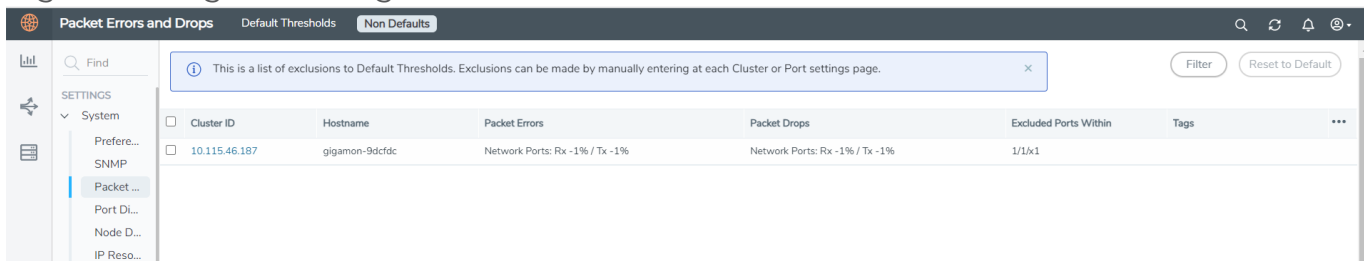 Packet Errors and Drops Default Thresholds Non Defaults
Find
This is a list of exclusions to Default Thresholds. Exclusions can be made by manually entering at each Cluster or Port settings page.
Filter Reset to Default
SETTINGS
System
Prefere...
SNMP
Packet ...
Port Di...
Node D...
IP Reso...
Cluster ID Hostname Packet Errors Packet Drops Excluded Ports Within Tags
10.115.46.187 gigamon-9dcfdc Network Ports: Rx -1% / Tx -1% Network Ports: Rx -1% / Tx -1% 1/1/x1